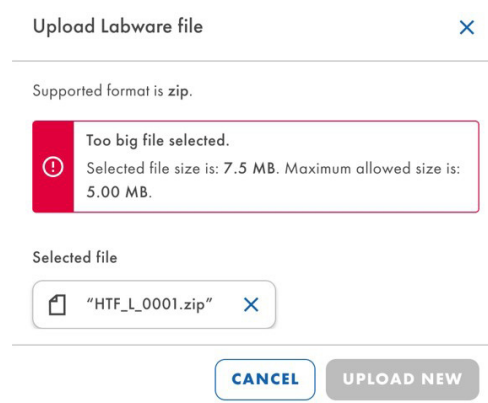 Upload Labware file
Supported format is zip.
Too big file selected.
Selected file size is: 7.5 MB. Maximum allowed size is:
5.00 MB.
Selected file
“HTF_L_0001.zip”
CANCEL
UPLOAD NEW